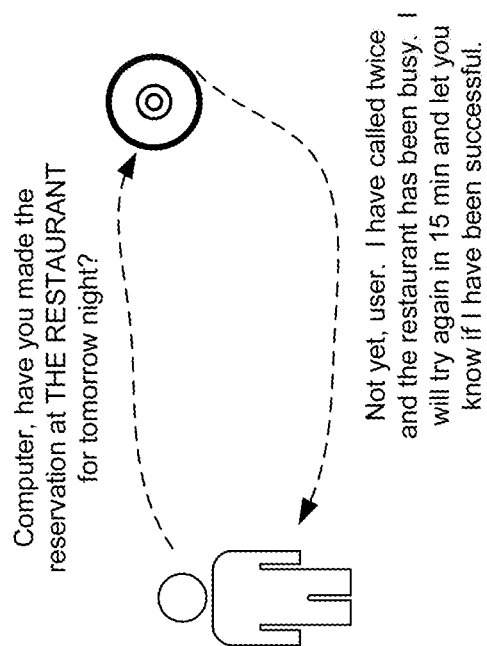 Computer, have you made the
reservation at THE RESTAURANT
for tomorrow night?
Not yet, user. I have called twice
and the restaurant has been busy. I
will try again in 15 min and let you
know if I have been successful.